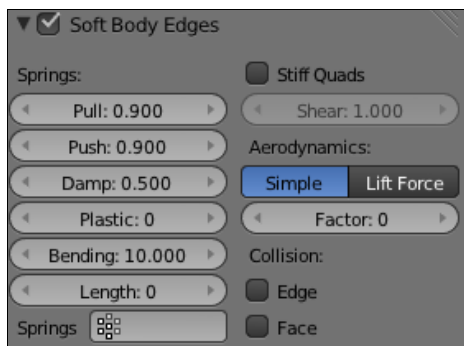 Soft Body Edges
Springs:
Pull: 0.900
Push: 0.900
Damp: 0.500
Plastic: 0
Bending: 10.000
Length: 0
Springs
Stiff Quads
Shear: 1.000
Aerodynamics:
Simple
Lift Force
Factor: 0
Collision:
Edge
Face